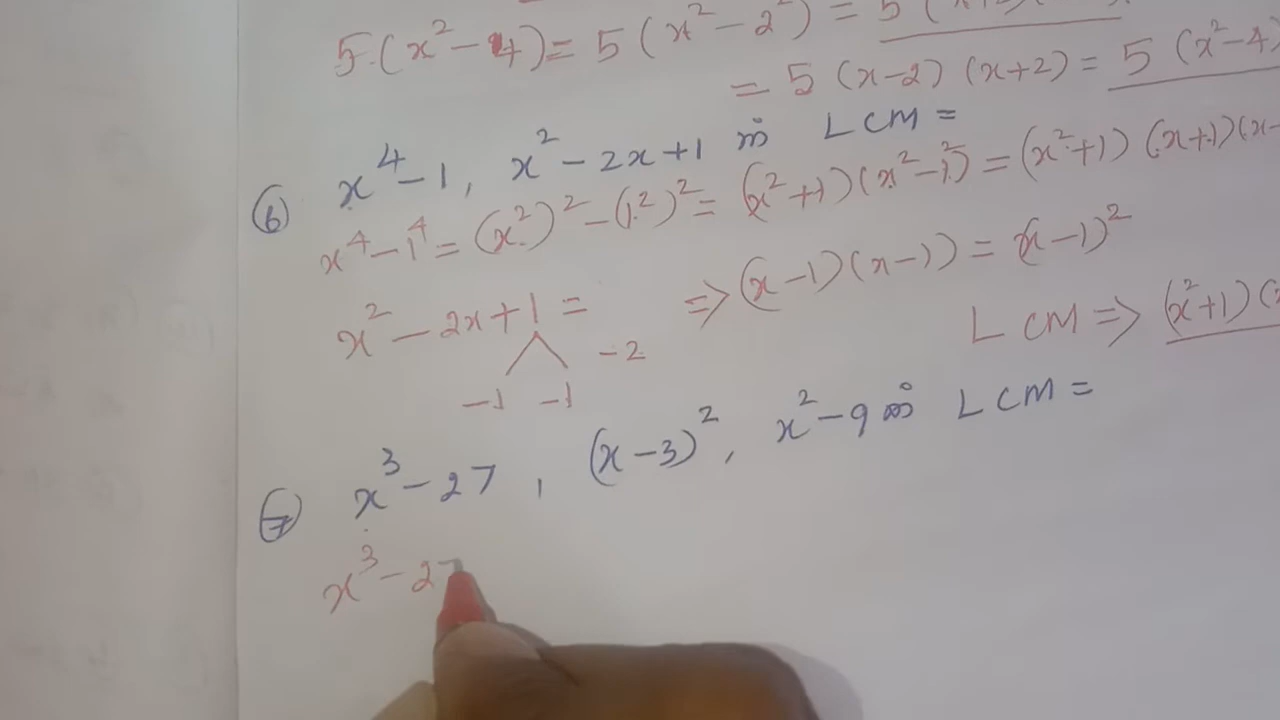 5.(x² - 4) = 5(x² - 2²) = 5(
= 5 (x-2) (x+2) = 5 (x²-4)
⑥ x⁴-1, x² - 2x+1 ன் LCM =
x⁴-1⁴ = (x²)² - (1²)² = (x²+1)(x²-1²) = (x²+1) (x+1)(x-
x² - 2x+1 = ⇒ (x-1)(x-1) = (x-1)²
-2
-1 -1
LCM ⇒ (x²+1)(
⑦ x³-27, (x-3)², x²-9 ன் LCM =
x³-27